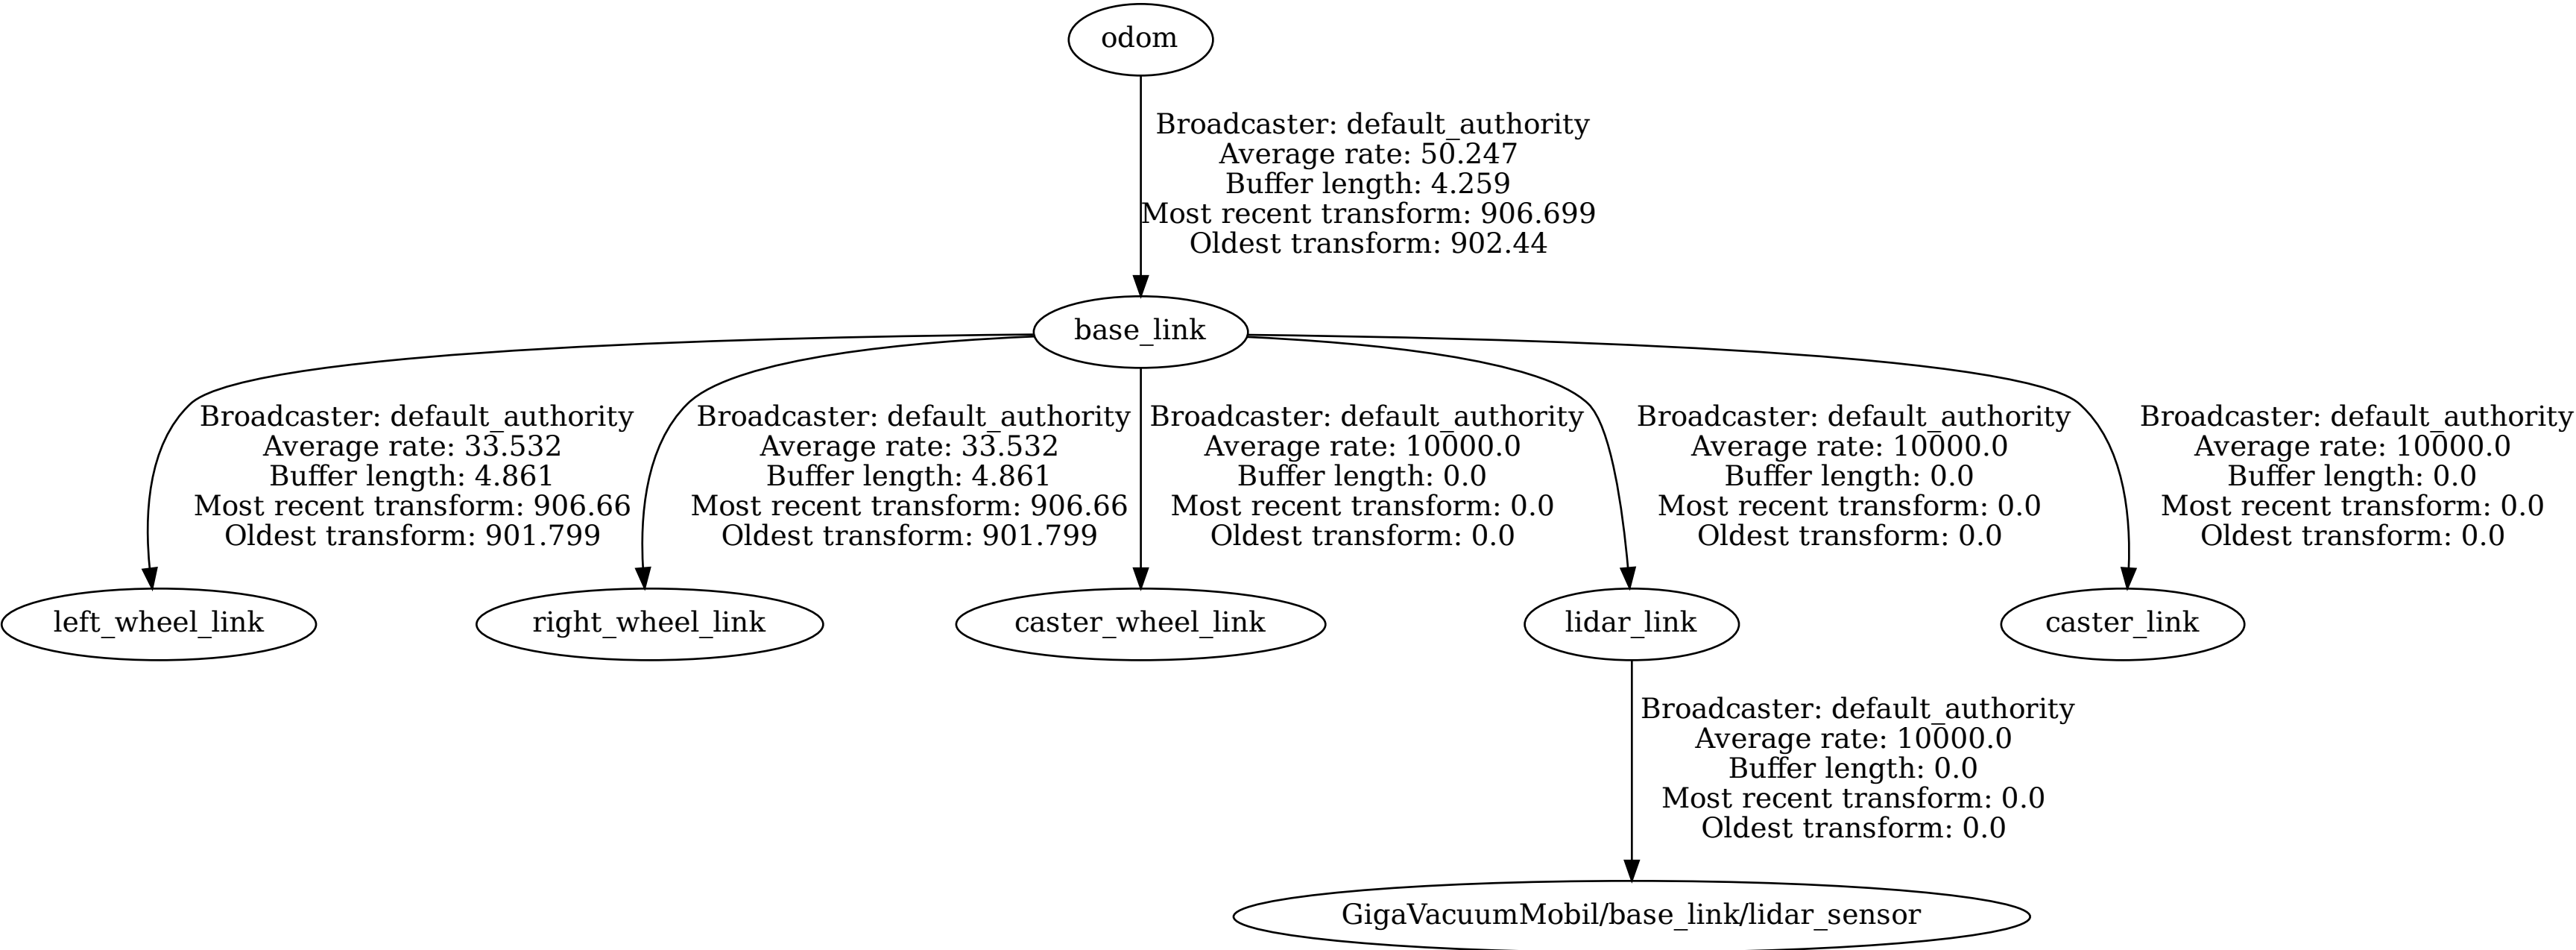 odom
Broadcaster: default_authority
Average rate: 50.247
Buffer length: 4.259
Most recent transform: 906.699
Oldest transform: 902.44
base_link
Broadcaster: default_authority
Average rate: 33.532
Buffer length: 4.861
Most recent transform: 906.66
Oldest transform: 901.799
Broadcaster: default_authority
Average rate: 33.532
Buffer length: 4.861
Most recent transform: 906.66
Oldest transform: 901.799
Broadcaster: default_authority
Average rate: 10000.0
Buffer length: 0.0
Most recent transform: 0.0
Oldest transform: 0.0
Broadcaster: default_authority
Average rate: 10000.0
Buffer length: 0.0
Most recent transform: 0.0
Oldest transform: 0.0
Broadcaster: default_authority
Average rate: 10000.0
Buffer length: 0.0
Most recent transform: 0.0
Oldest transform: 0.0
left_wheel_link
right_wheel_link
caster_wheel_link
lidar_link
caster_link
Broadcaster: default_authority
Average rate: 10000.0
Buffer length: 0.0
Most recent transform: 0.0
Oldest transform: 0.0
GigaVacuumMobil/base_link/lidar_sensor